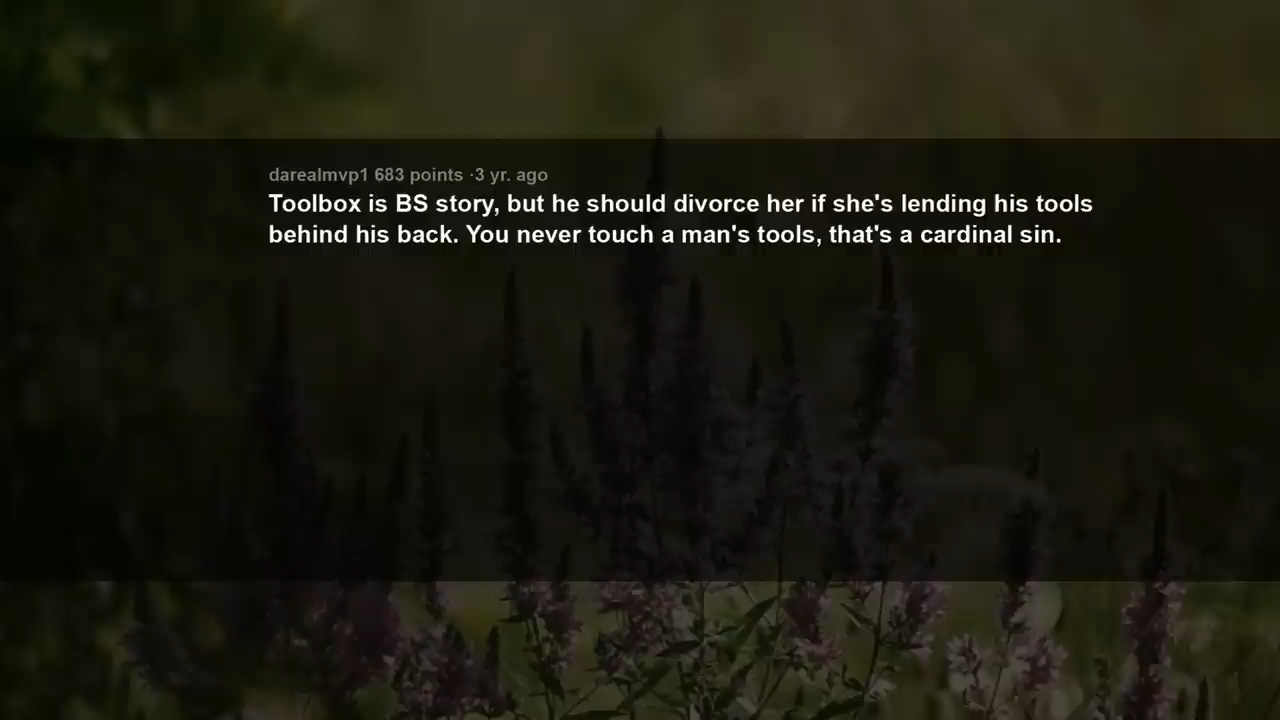 darealmvp1 683 points ·3 yr. ago
Toolbox is BS story, but he should divorce her if she's lending his tools
behind his back. You never touch a man's tools, that's a cardinal sin.